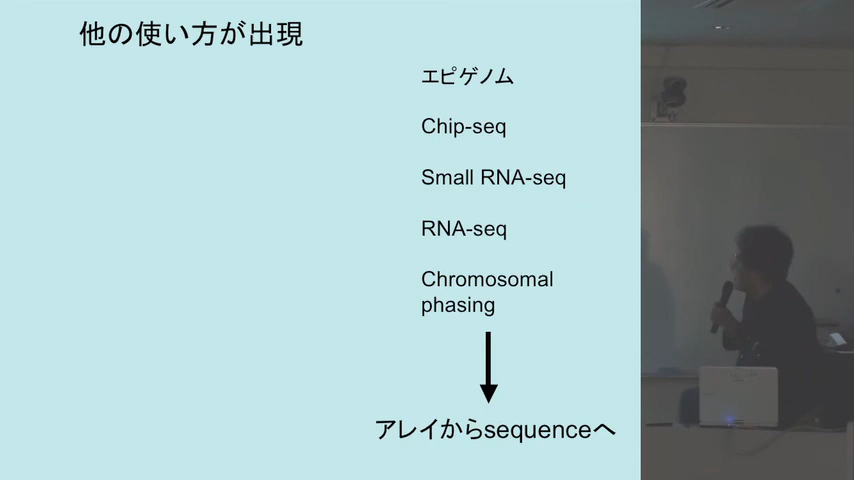 他の使い方が出現
エピゲノム
Chip-seq
Small RNA-seq
RNA-seq
Chromosomal
phasing
アレイからsequenceへ